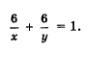 6/x + 6/y = 1.